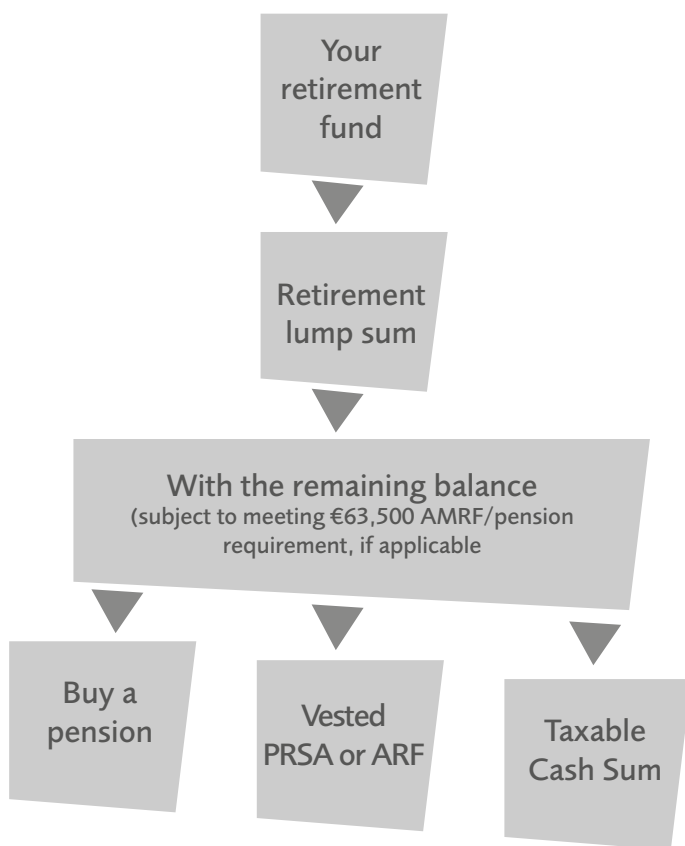 Your
retirement
fund
Retirement
lump sum
With the remaining balance
(subject to meeting €63,500 AMRF/pension
requirement, if applicable
Buy a
pension
Vested
PRSA or ARF
Taxable
Cash Sum